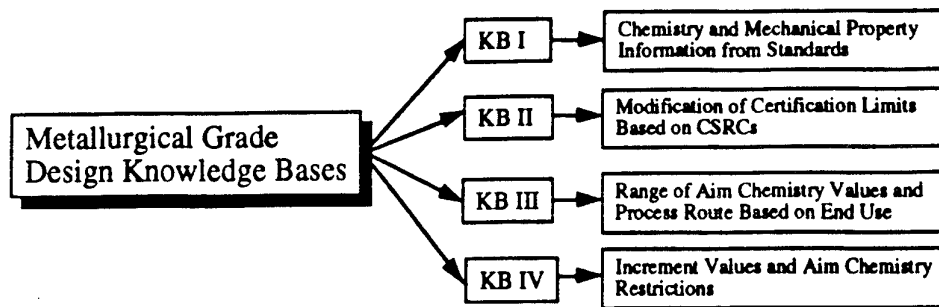 Metallurgical Grade
Design Knowledge Bases
KB I
Chemistry and Mechanical Property
Information from Standards
KB II
Modification of Certification Limits
Based on CSRCs
KB III
Range of Aim Chemistry Values and
Process Route Based on End Use
KB IV
Increment Values and Aim Chemistry
Restrictions